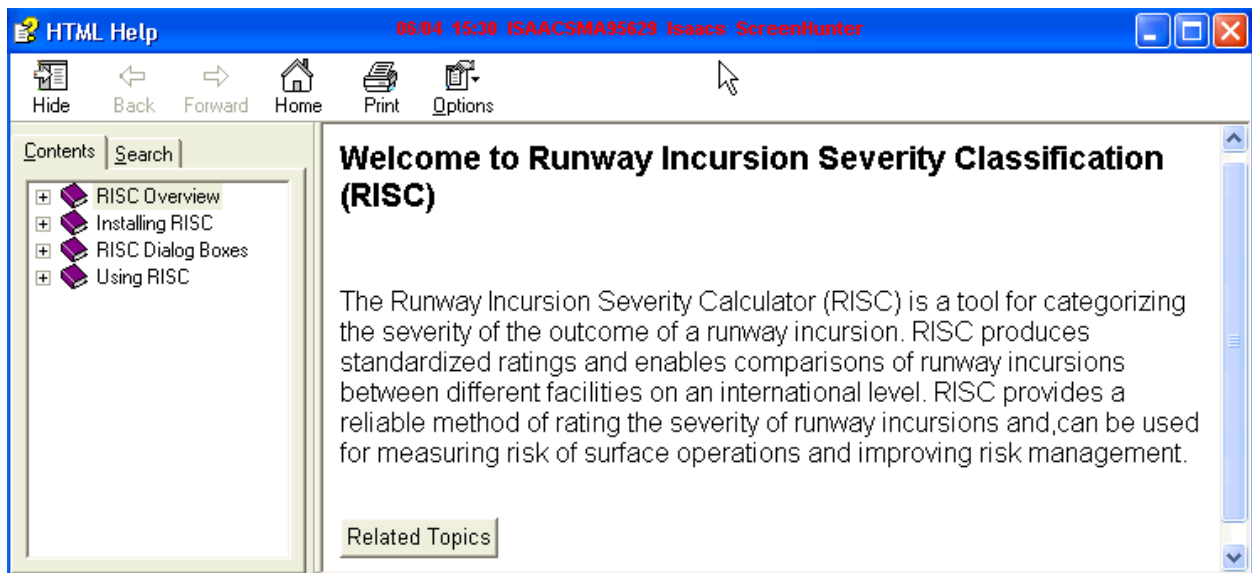 HTML Help
06/04 15:30 ISAACSMA95629 Isaacs ScreenHunter
Hide Back Forward Home Print Options
Contents Search
RISC Overview
Installing RISC
RISC Dialog Boxes
Using RISC
Welcome to Runway Incursion Severity Classification
(RISC)
The Runway Incursion Severity Calculator (RISC) is a tool for categorizing
the severity of the outcome of a runway incursion. RISC produces
standardized ratings and enables comparisons of runway incursions
between different facilities on an international level. RISC provides a
reliable method of rating the severity of runway incursions and,can be used
for measuring risk of surface operations and improving risk management.
Related Topics